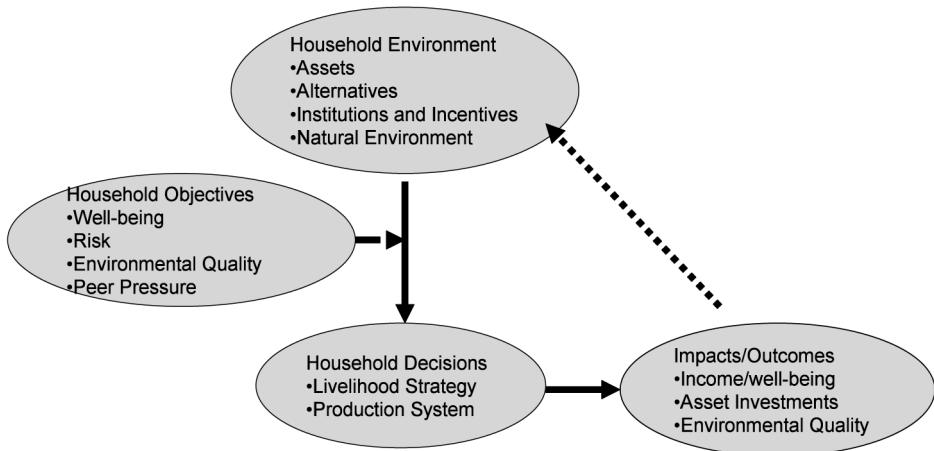 Household Environment
•Assets
•Alternatives
•Institutions and Incentives
•Natural Environment
Household Objectives
•Well-being
•Risk
•Environmental Quality
•Peer Pressure
Household Decisions
•Livelihood Strategy
•Production System
Impacts/Outcomes
•Income/well-being
•Asset Investments
•Environmental Quality